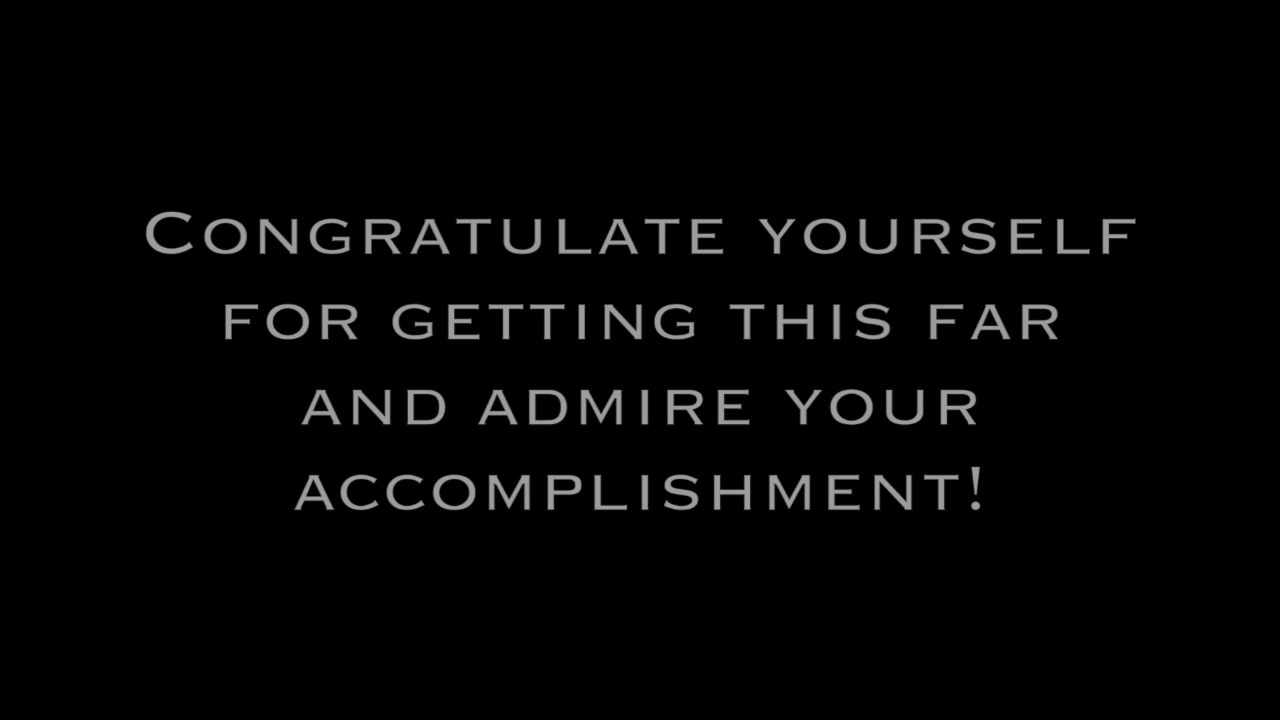 Congratulate yourself
for getting this far
and admire your
accomplishment!